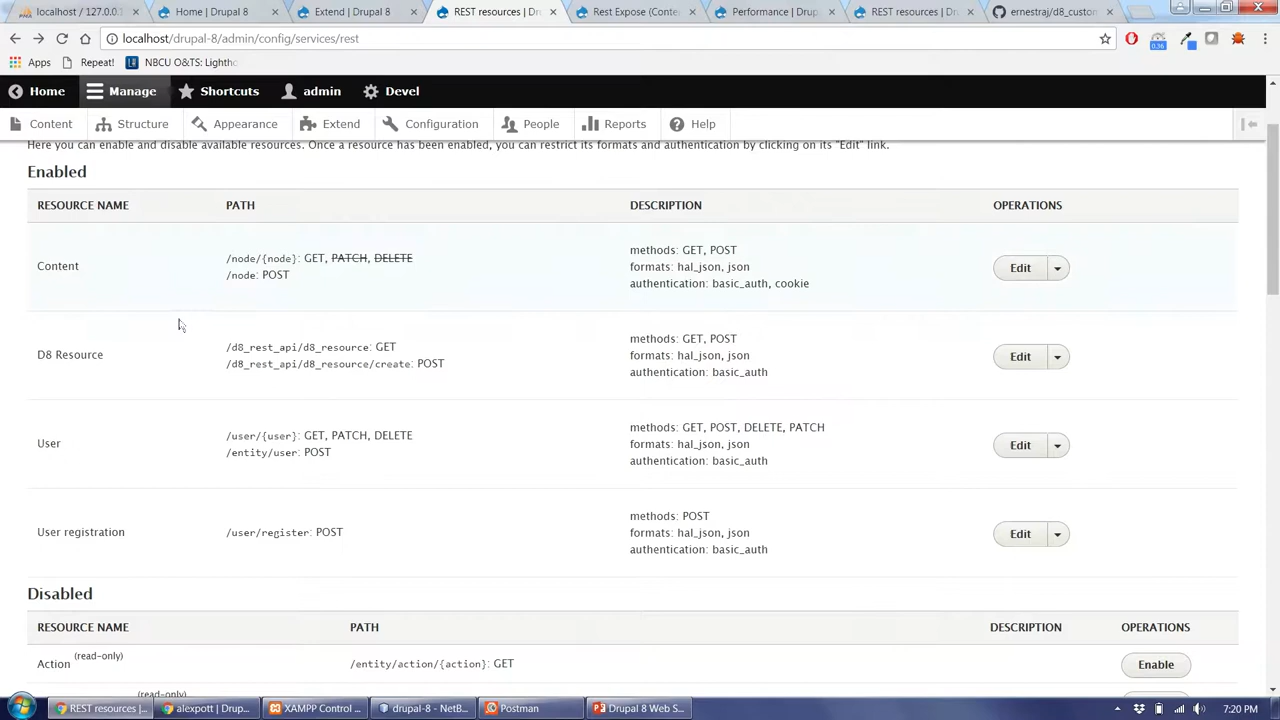 localhost / 127.0.0.1
Home | Drupal 8
Extend | Drupal 8
REST resources | Dr
Rest Expose (Conte
Performance | Drup
REST resources | Dr
ernestraj/d8_custom
localhost/drupal-8/admin/config/services/rest
0.36
Apps
Repeat!
NBCU O&TS: Lightho
Home
Manage
Shortcuts
admin
Devel
Content
Structure
Appearance
Extend
Configuration
People
Reports
Help
Here you can enable and disable available resources. Once a resource has been enabled, you can restrict its formats and authentication by clicking on its "Edit" link.
Enabled
RESOURCE NAME
PATH
DESCRIPTION
OPERATIONS
Content
/node/{node}: GET, PATCH, DELETE
/node: POST
methods: GET, POST
formats: hal_json, json
authentication: basic_auth, cookie
Edit
D8 Resource
/d8_rest_api/d8_resource: GET
/d8_rest_api/d8_resource/create: POST
methods: GET, POST
formats: hal_json, json
authentication: basic_auth
Edit
User
/user/{user}: GET, PATCH, DELETE
/entity/user: POST
methods: GET, POST, DELETE, PATCH
formats: hal_json, json
authentication: basic_auth
Edit
User registration
/user/register: POST
methods: POST
formats: hal_json, json
authentication: basic_auth
Edit
Disabled
RESOURCE NAME
PATH
DESCRIPTION
OPERATIONS
Action (read-only)
/entity/action/{action}: GET
Enable
(read-only)
REST resources |...
alexpott | Drup...
XAMPP Control ...
drupal-8 - NetB...
Postman
Drupal 8 Web S...
7:20 PM